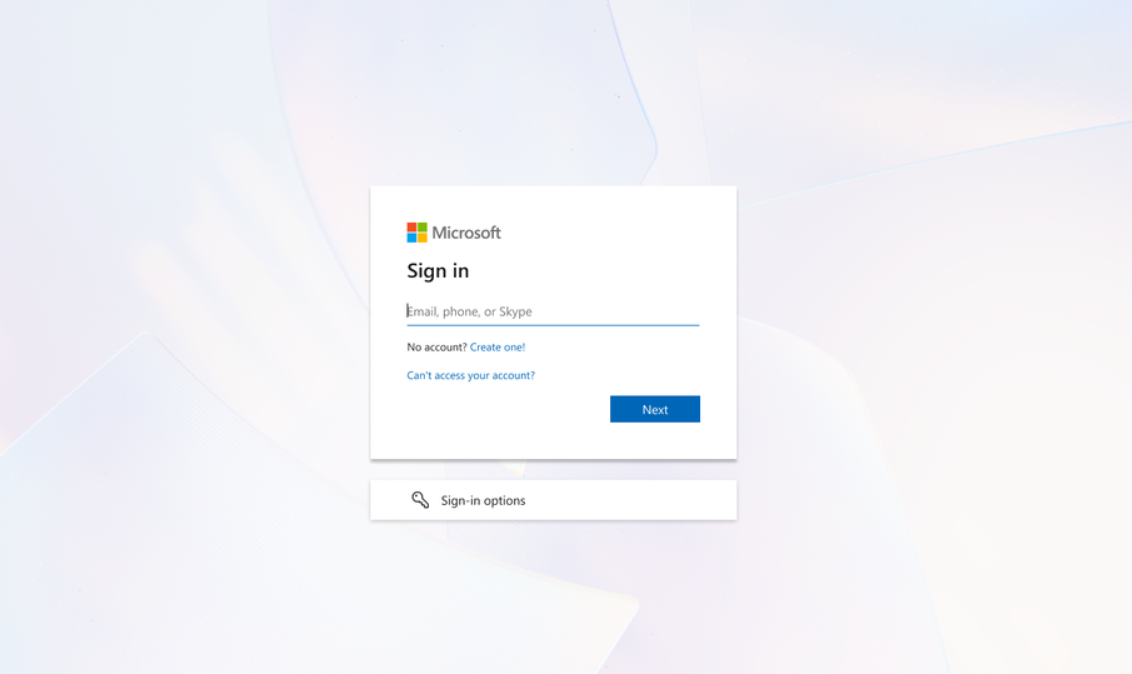 Microsoft
Sign in
Email, phone, or Skype
No account? Create one!
Can't access your account?
Next
Sign-in options